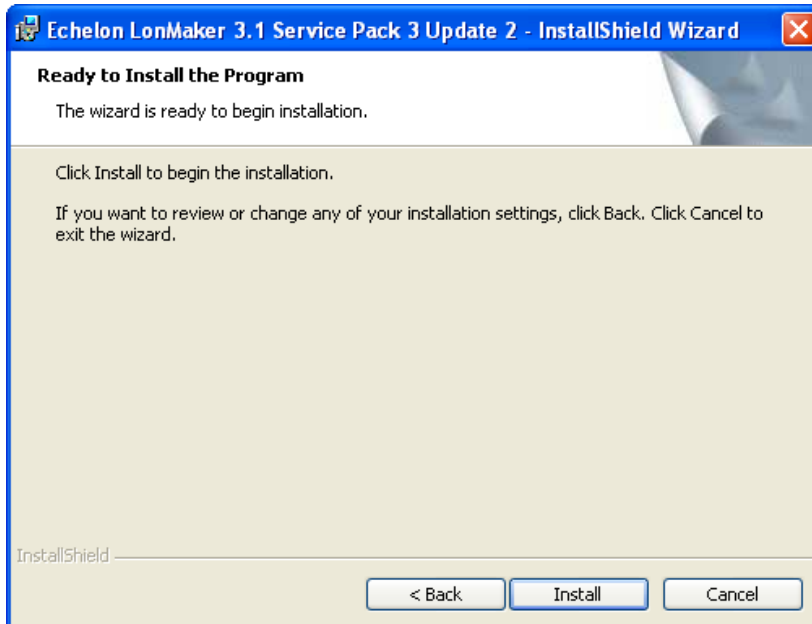 Echelon LonMaker 3.1 Service Pack 3 Update 2 - InstallShield Wizard
Ready to Install the Program
The wizard is ready to begin installation.
Click Install to begin the installation.
If you want to review or change any of your installation settings, click Back. Click Cancel to
exit the wizard.
InstallShield
< Back Install Cancel